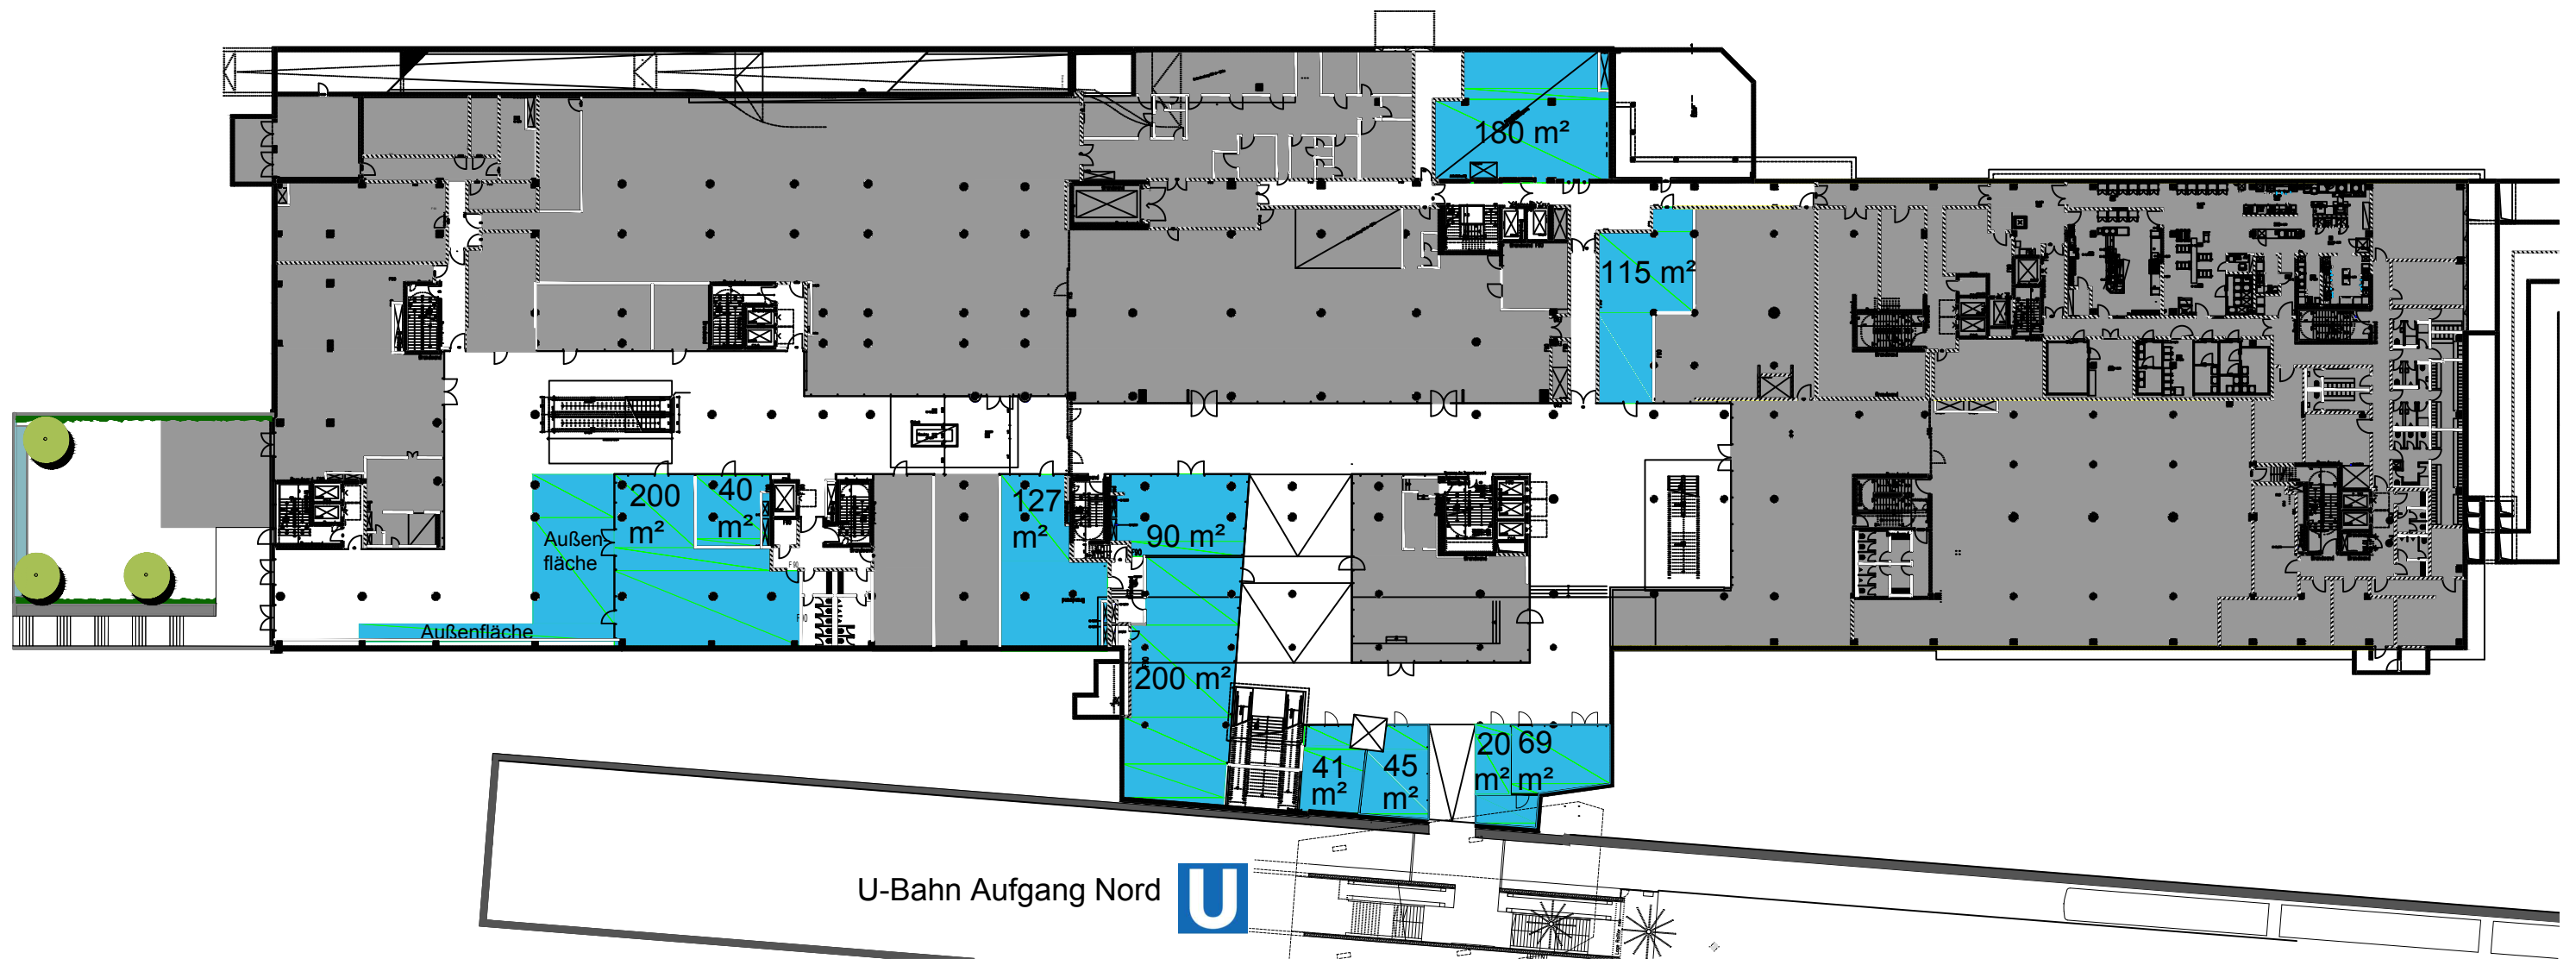 180 m²
115 m²
200
m²
40
m²
127
m²
90 m²
Außen
fläche
F 90
Außenfläche
200 m²
41
m²
45
m²
20
m²
69
m²
U-Bahn Aufgang Nord
U